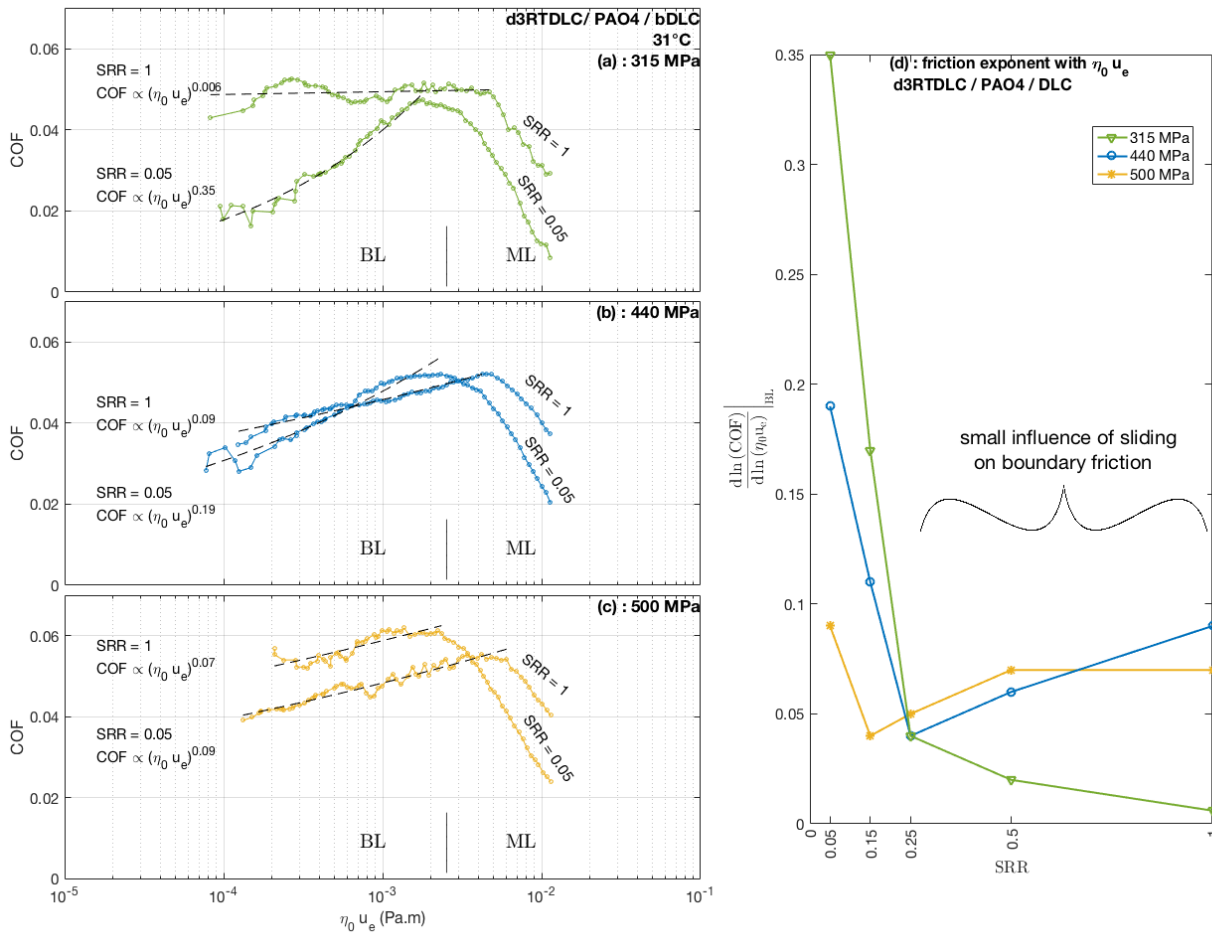 d3RTDLC/ PAO4 / bDLC
31°C
(a) : 315 MPa
0.06
0.04
0.02
0
COF
SRR = 1
COF ∝ (η0 ue)0.006
SRR = 0.05
COF ∝ (η0 ue)0.35
SRR = 1
SRR = 0.05
BL
ML
(b) : 440 MPa
0.06
0.04
0.02
0
COF
SRR = 1
COF ∝ (η0 ue)0.09
SRR = 0.05
COF ∝ (η0 ue)0.19
SRR = 1
SRR = 0.05
BL
ML
(c) : 500 MPa
0.06
0.04
0.02
0
COF
SRR = 1
COF ∝ (η0 ue)0.07
SRR = 0.05
COF ∝ (η0 ue)0.09
SRR = 1
SRR = 0.05
BL
ML
10-5
10-4
10-3
10-2
10-1
η0 ue (Pa.m)
(d) : friction exponent with η0 ue
d3RTDLC / PAO4 / DLC
315 MPa
440 MPa
500 MPa
0.35
0.3
0.25
0.2
0.15
0.1
0.05
0
d ln (COF)
d ln (η0ue)
BL
small influence of sliding
on boundary friction
0
0.05
0.15
0.25
0.5
1
SRR